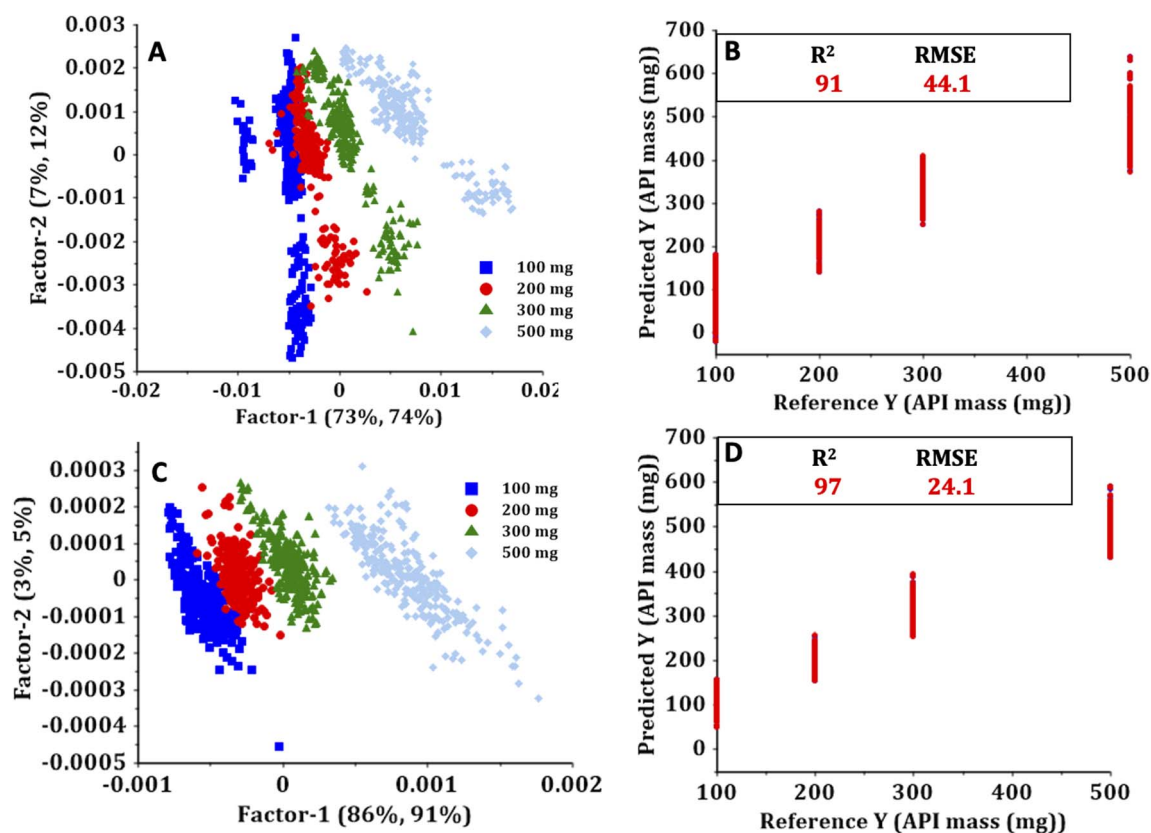 A
0.003
0.002
0.001
0
-0.001
-0.002
-0.003
-0.004
-0.005
Factor-2 (7%, 12%)
-0.02
-0.01
0
0.01
0.02
Factor-1 (73%, 74%)
100 mg
200 mg
300 mg
500 mg
B
R² RMSE
91 44.1
700
600
500
400
300
200
100
0
Predicted Y (API mass (mg))
100 200 300 400 500
Reference Y (API mass (mg))
C
0.0003
0.0002
0.0001
0
-0.0001
-0.0002
-0.0003
-0.0004
-0.0005
Factor-2 (3%, 5%)
-0.001
0
0.001
0.002
Factor-1 (86%, 91%)
100 mg
200 mg
300 mg
500 mg
D
R² RMSE
97 24.1
700
600
500
400
300
200
100
0
Predicted Y (API mass (mg))
100 200 300 400 500
Reference Y (API mass (mg))